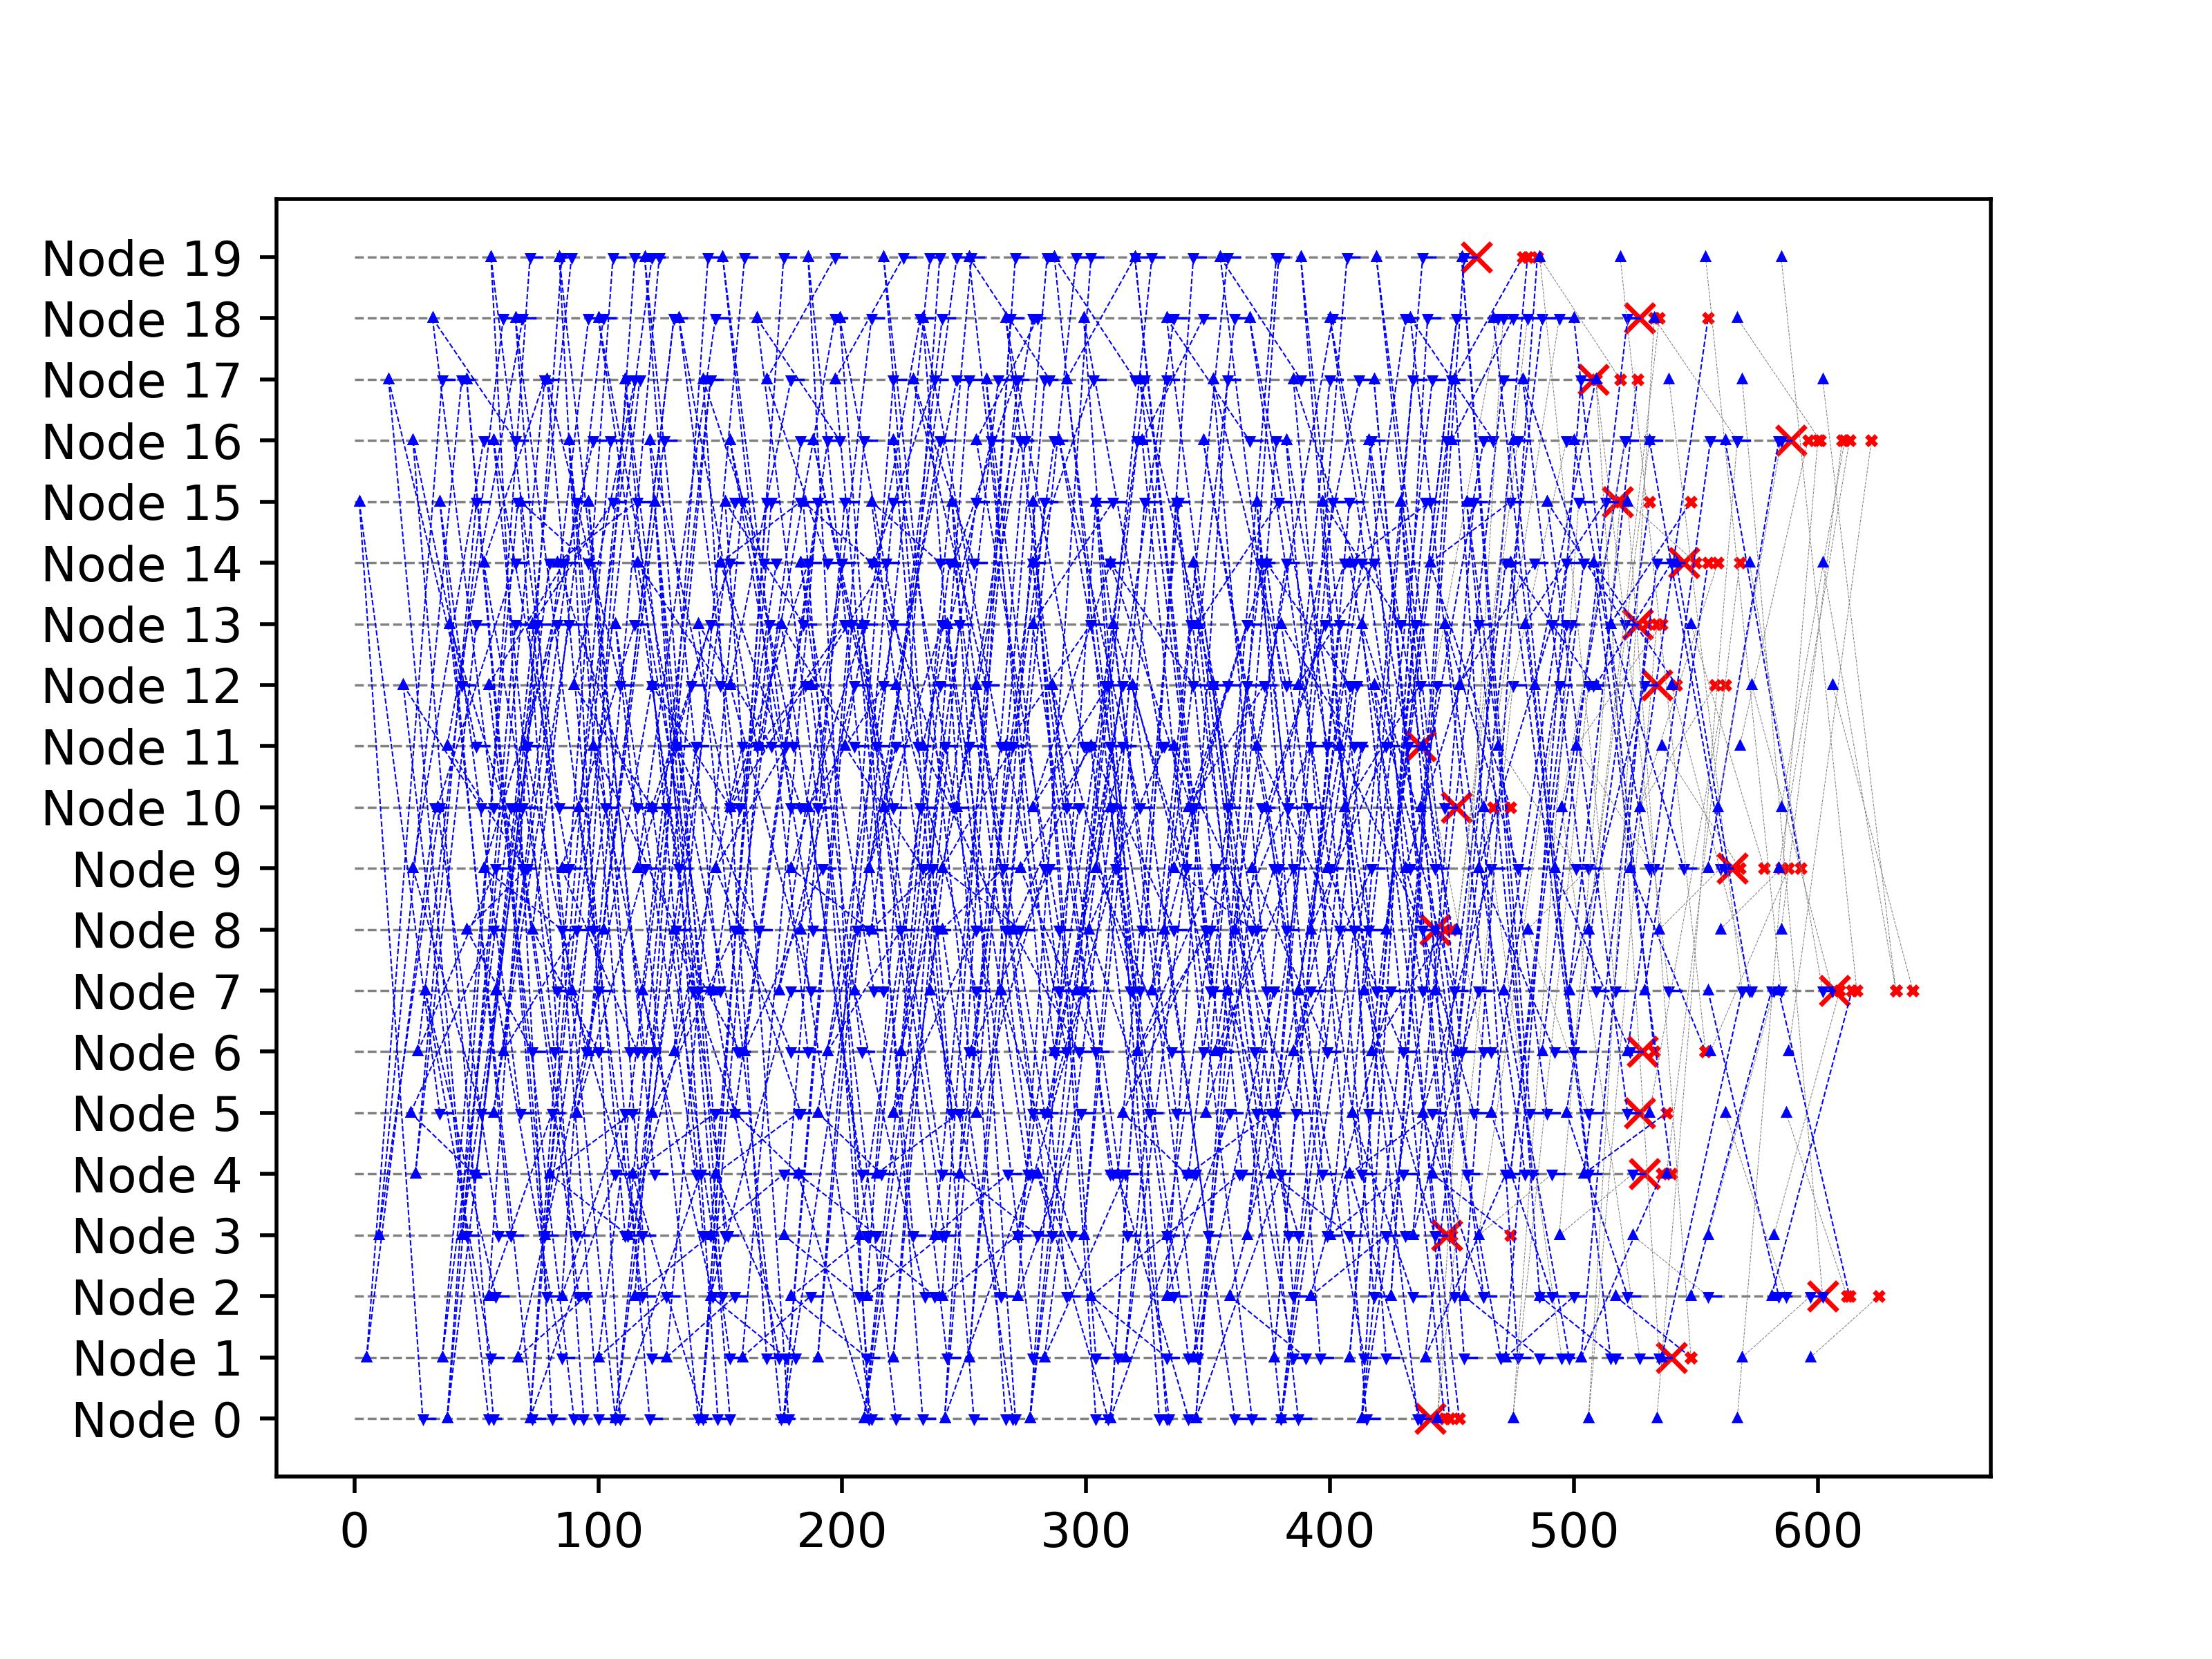 Node 19
Node 18
Node 17
Node 16
Node 15
Node 14
Node 13
Node 12
Node 11
Node 10
Node 9
Node 8
Node 7
Node 6
Node 5
Node 4
Node 3
Node 2
Node 1
Node 0
0 100 200 300 400 500 600